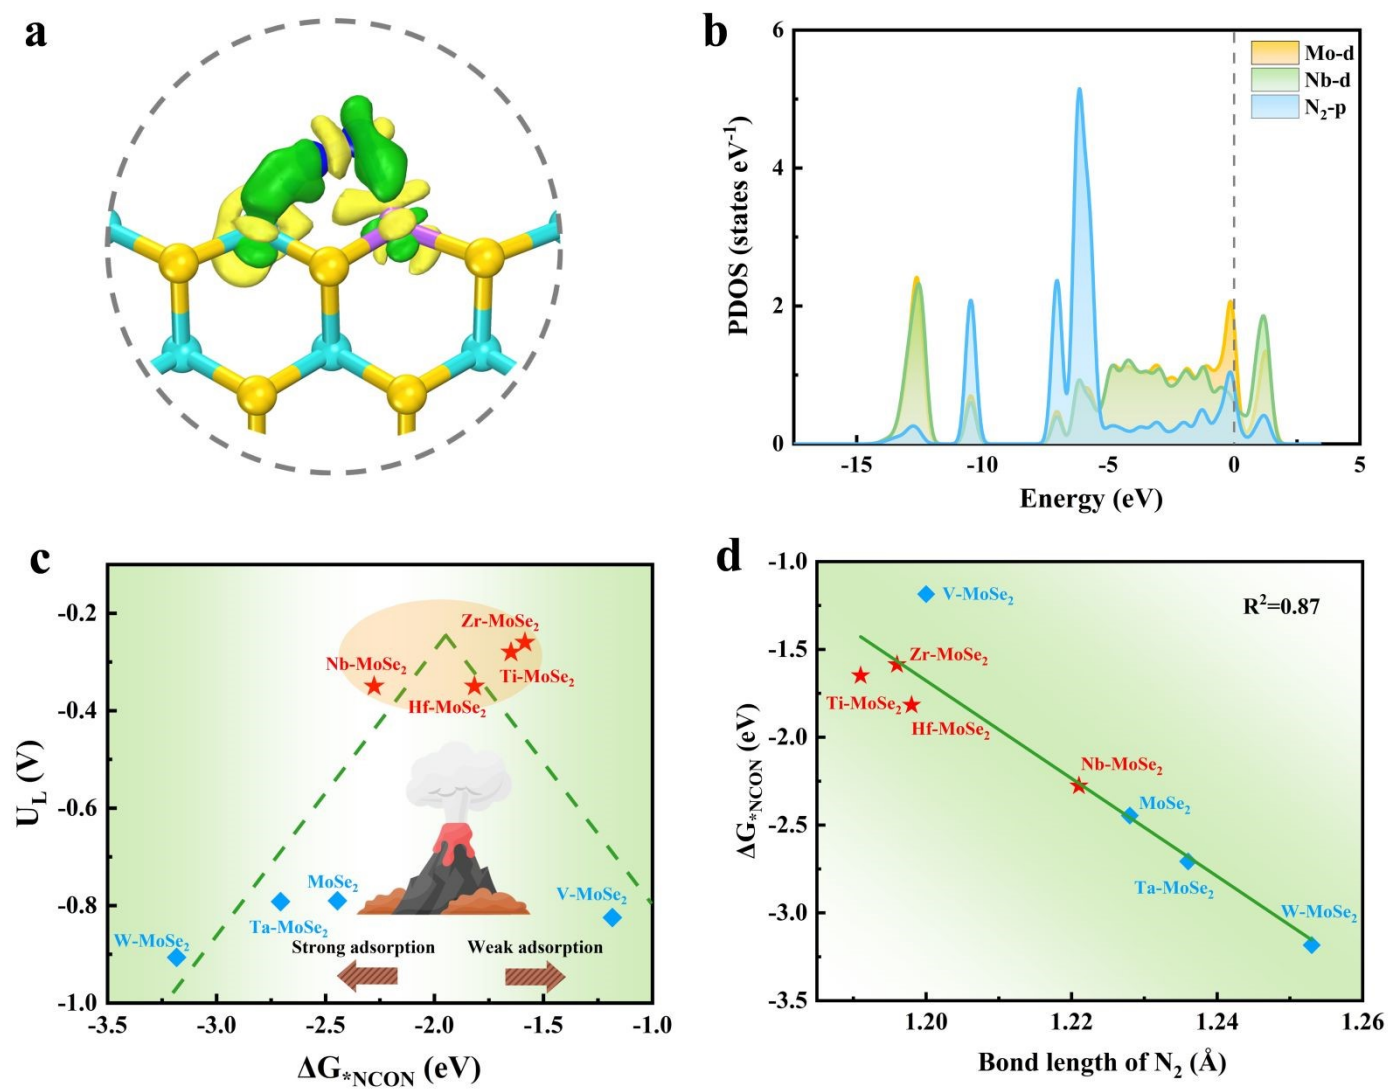 a
b
6
4
2
0
PDOS (states eV⁻¹)
Mo-d
Nb-d
N₂-p
-15
-10
-5
0
5
Energy (eV)
c
-0.2
-0.4
-0.6
-0.8
-1.0
U_L (V)
Zr-MoSe₂
Nb-MoSe₂
Ti-MoSe₂
Hf-MoSe₂
MoSe₂
V-MoSe₂
Ta-MoSe₂
W-MoSe₂
Strong adsorption
Weak adsorption
-3.5
-3.0
-2.5
-2.0
-1.5
-1.0
ΔG*NCON (eV)
d
-1.0
-1.5
-2.0
-2.5
-3.0
-3.5
ΔG*NCON (eV)
V-MoSe₂
R²=0.87
Zr-MoSe₂
Ti-MoSe₂
Hf-MoSe₂
Nb-MoSe₂
MoSe₂
Ta-MoSe₂
W-MoSe₂
1.20
1.22
1.24
1.26
Bond length of N₂ (Å)